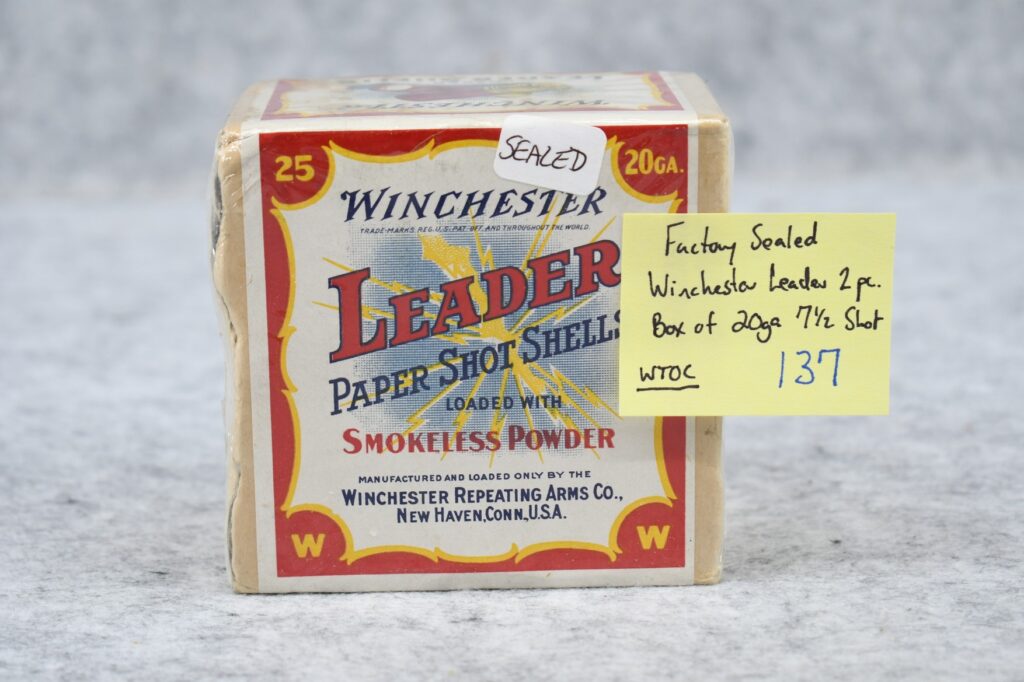 WINCHESTER
SEALED
25
20GA.
WINCHESTER
TRADE-MARKS REG. U.S. PAT. OFF. AND THROUGHOUT THE WORLD.
LEADER
PAPER SHOT SHELLS
LOADED WITH
SMOKELESS POWDER
MANUFACTURED AND LOADED ONLY BY THE
WINCHESTER REPEATING ARMS CO.,
NEW HAVEN, CONN., U.S.A.
W
W
Factory Sealed
Winchester Leader 2 pc.
Box of 20ga 7½ Shot
WTOC
137